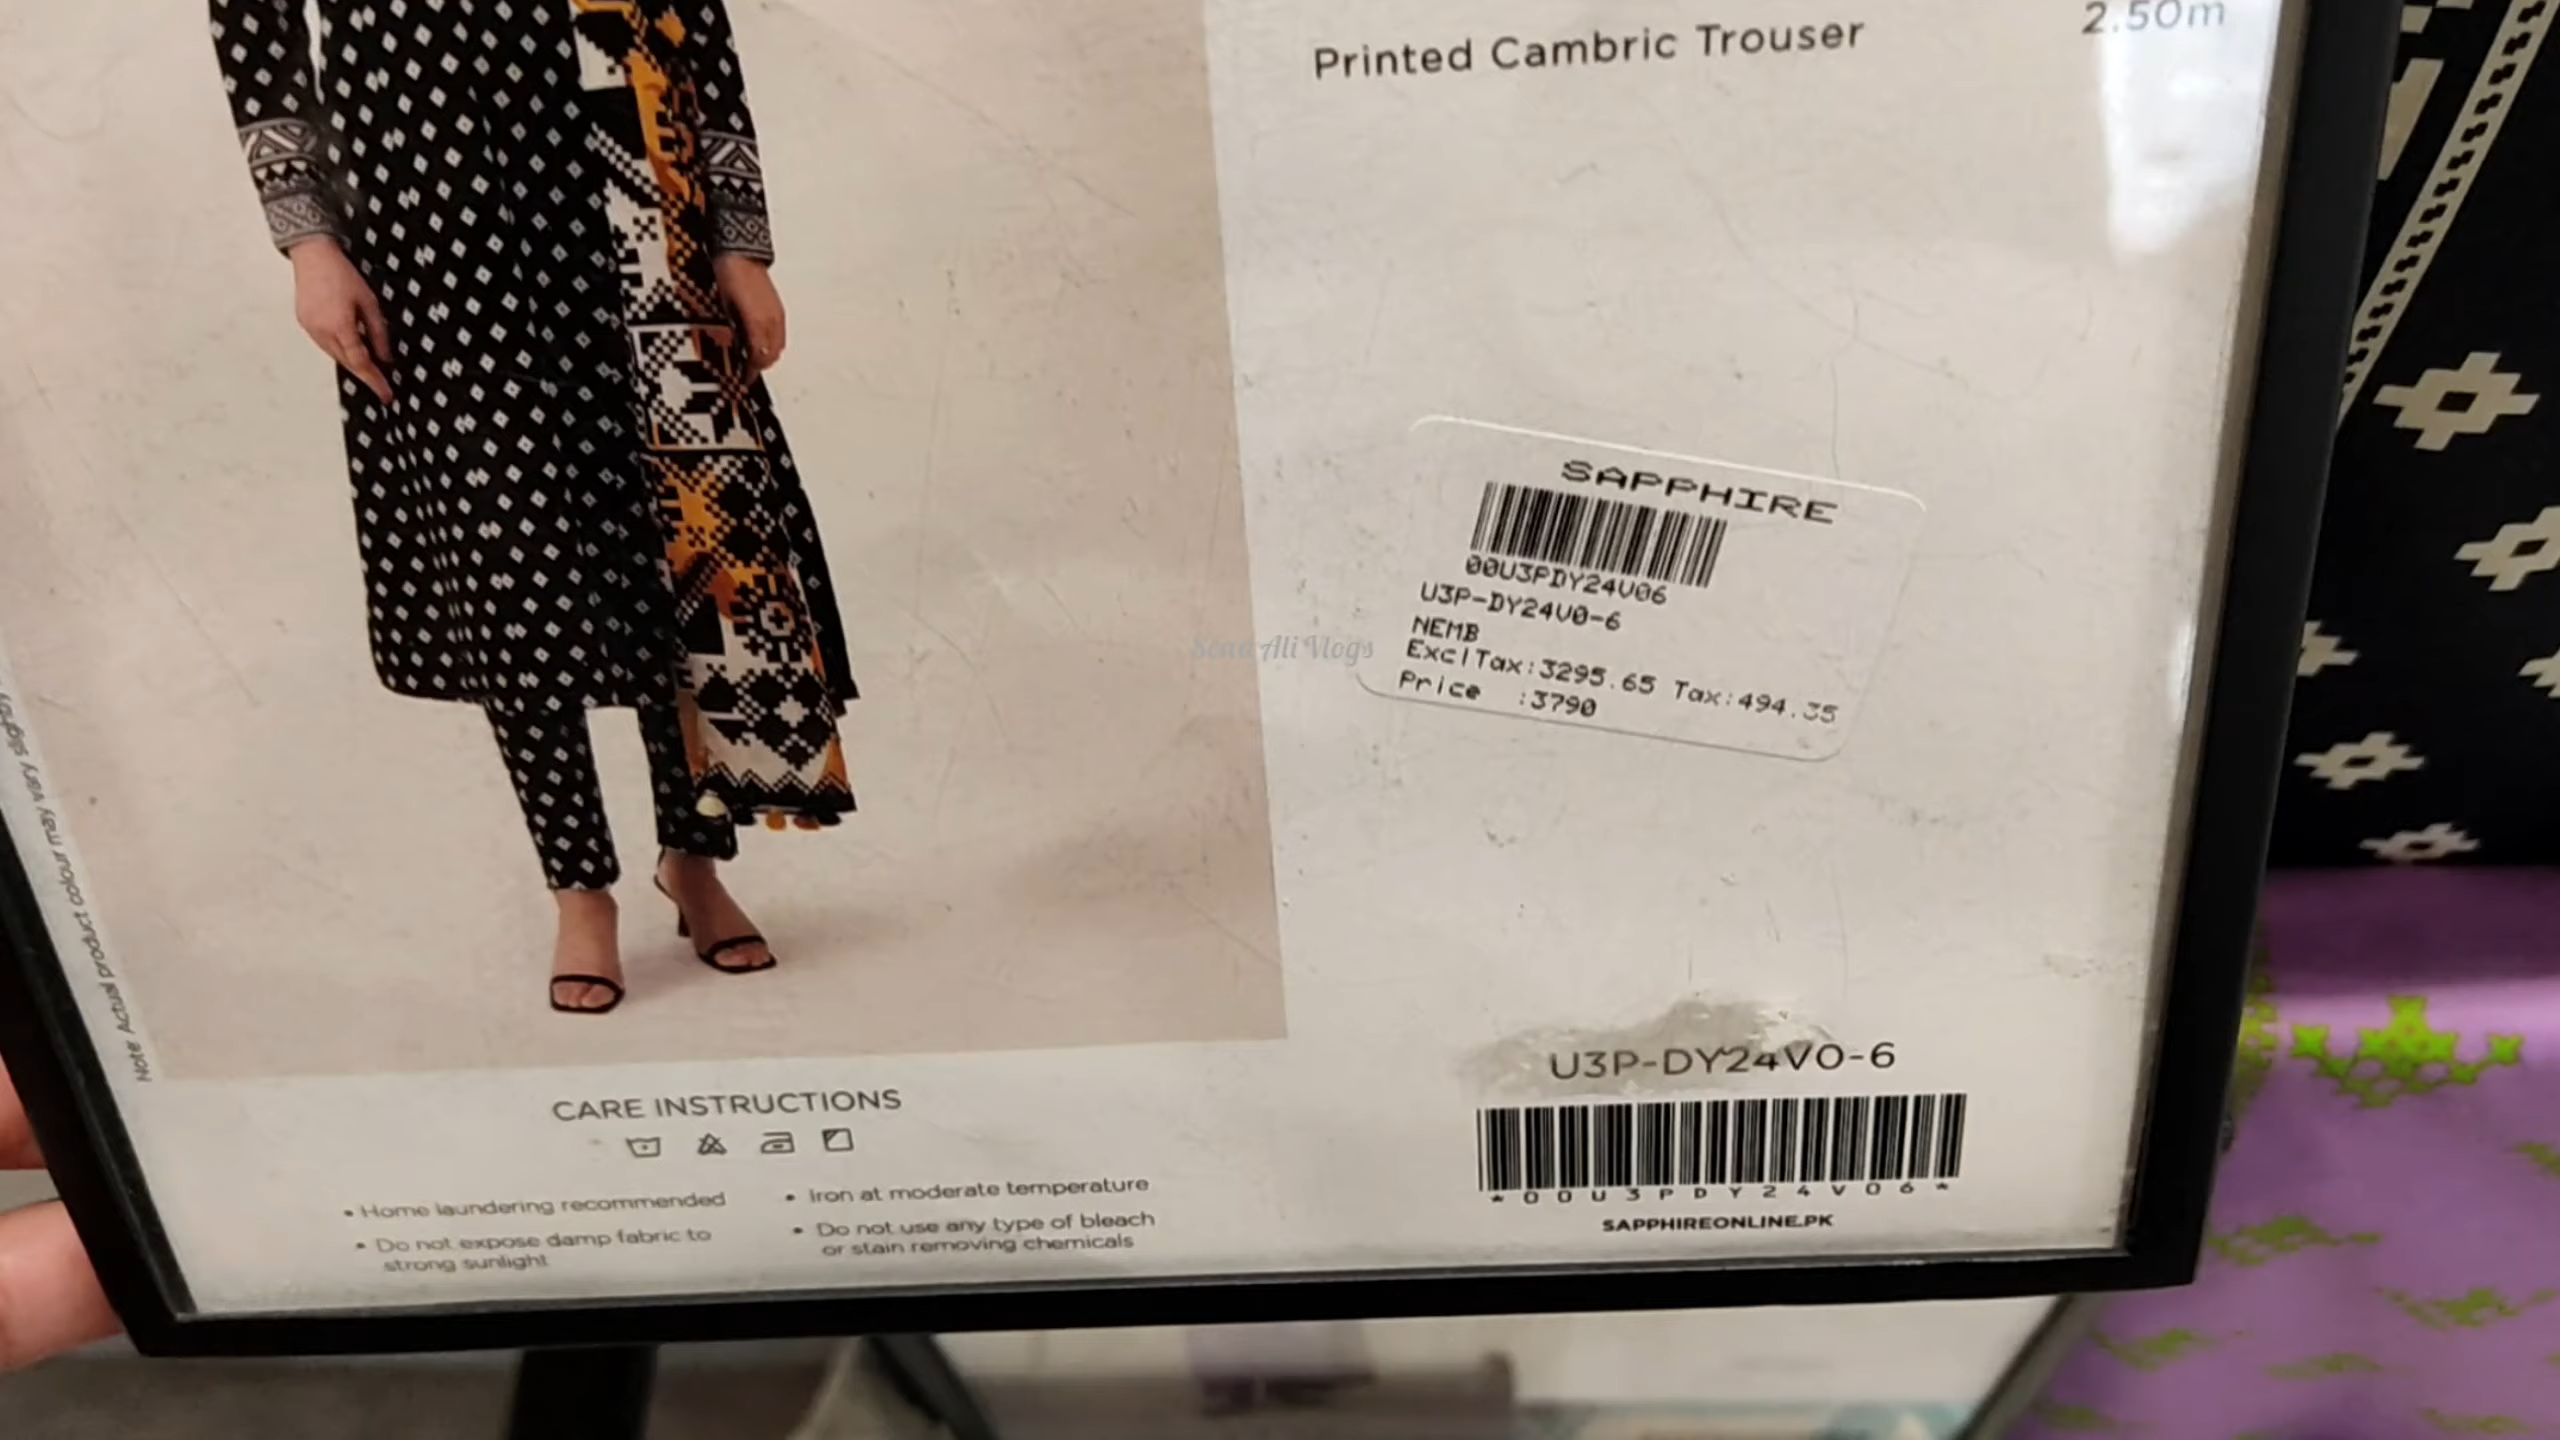 Printed Cambric Trouser 2.50m
SAPPHIRE
00U3PDY24V06
U3P-DY24V0-6
NEMB
ExclTax:3295.65 Tax:494.35
Price :3790
Ali Vlogs
Note: Actual product colour may vary slightly
U3P-DY24VO-6
*00U3PDY24V06*
SAPPHIREONLINE.PK
CARE INSTRUCTIONS
• Home laundering recommended
• Do not expose damp fabric to
strong sunlight
• Iron at moderate temperature
• Do not use any type of bleach
or stain removing chemicals